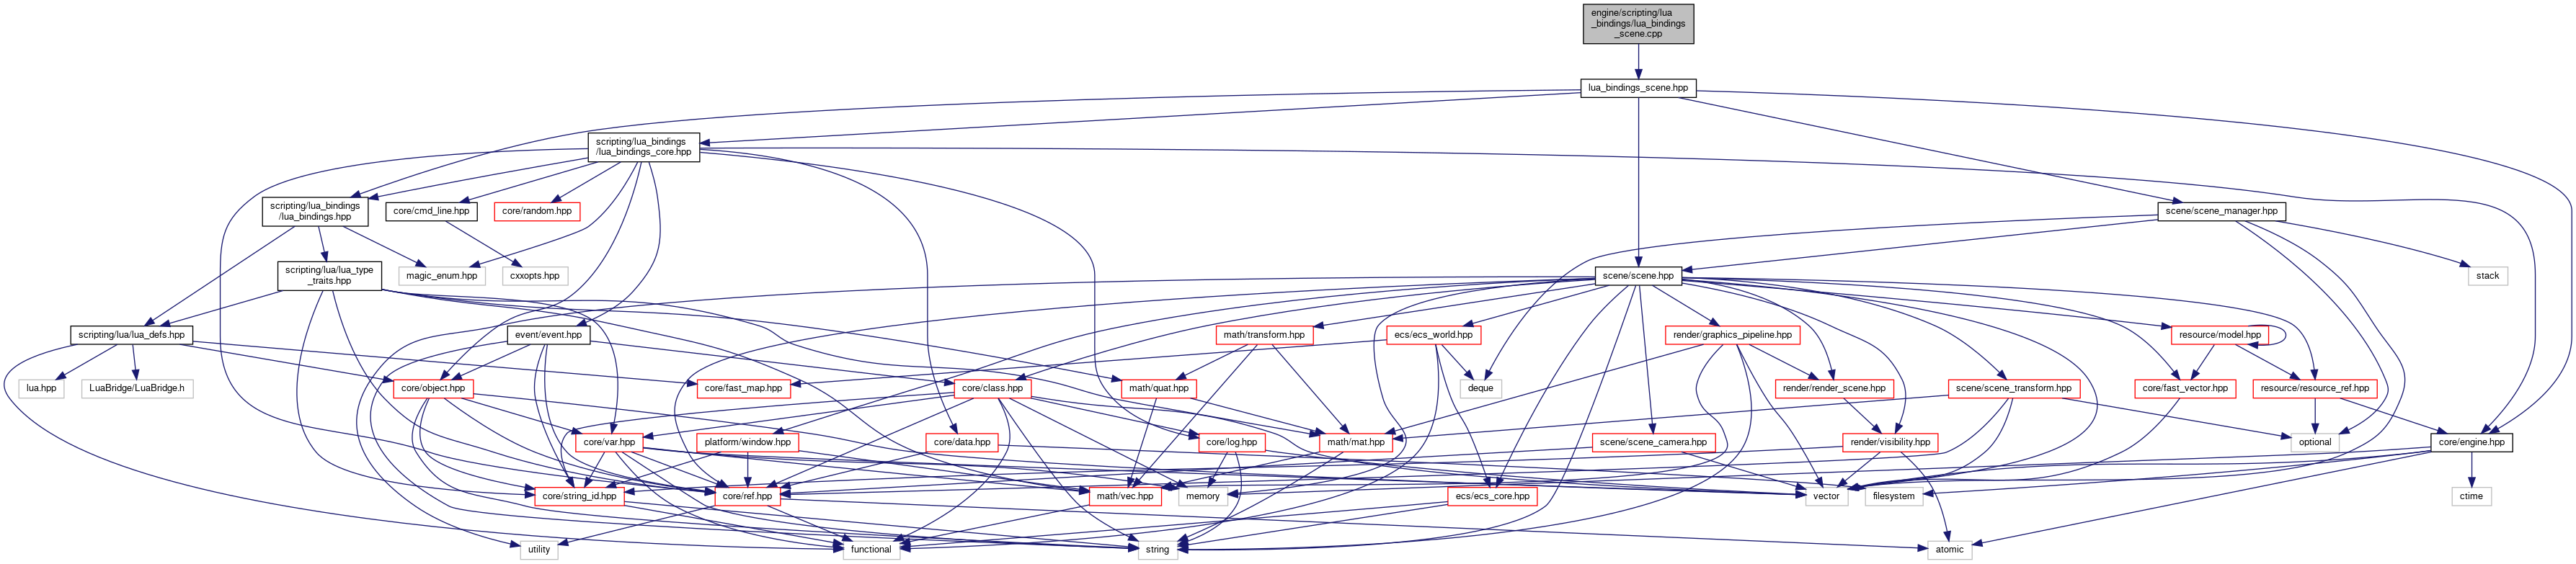 engine/scripting/lua
_bindings/lua_bindings
_scene.cpp
lua_bindings_scene.hpp
scripting/lua_bindings
/lua_bindings_core.hpp
scripting/lua_bindings
/lua_bindings.hpp
core/cmd_line.hpp
core/random.hpp
scene/scene_manager.hpp
scripting/lua/lua_type
_traits.hpp
magic_enum.hpp
cxxopts.hpp
scene/scene.hpp
stack
scripting/lua/lua_defs.hpp
event/event.hpp
math/transform.hpp
ecs/ecs_world.hpp
render/graphics_pipeline.hpp
resource/model.hpp
lua.hpp
LuaBridge/LuaBridge.h
core/object.hpp
core/fast_map.hpp
core/class.hpp
math/quat.hpp
deque
render/render_scene.hpp
scene/scene_transform.hpp
core/fast_vector.hpp
resource/resource_ref.hpp
core/var.hpp
platform/window.hpp
core/data.hpp
core/log.hpp
math/mat.hpp
scene/scene_camera.hpp
render/visibility.hpp
optional
core/engine.hpp
core/string_id.hpp
core/ref.hpp
math/vec.hpp
memory
ecs/ecs_core.hpp
vector
filesystem
ctime
utility
functional
string
atomic